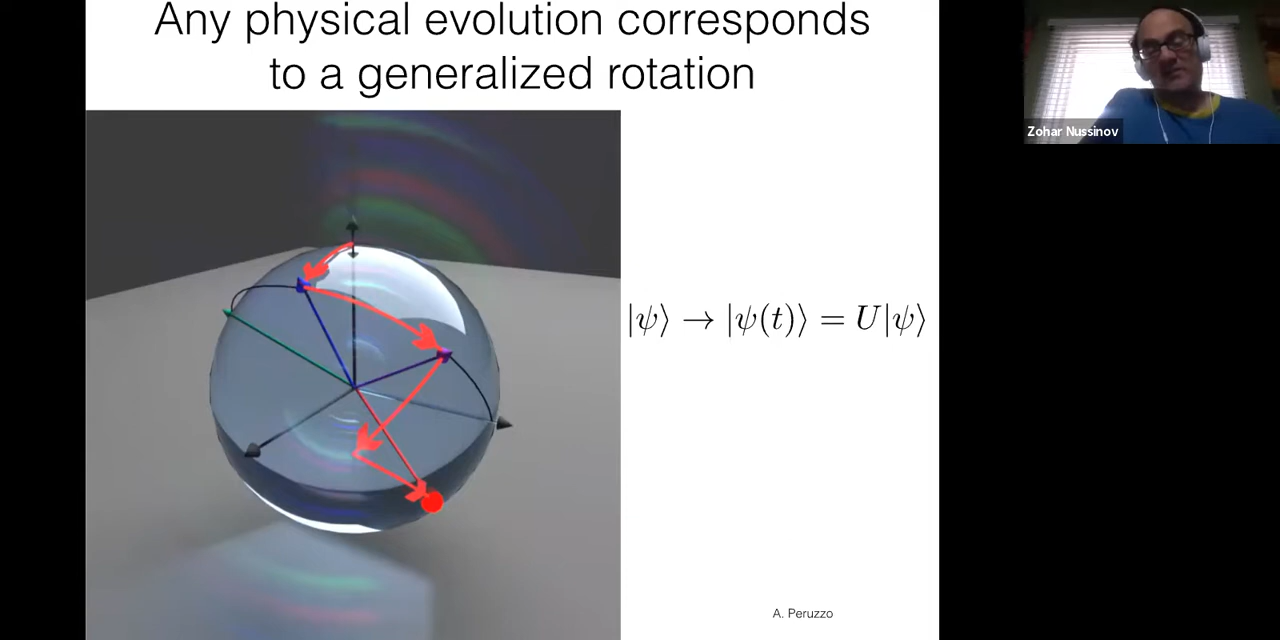 Any physical evolution corresponds
to a generalized rotation
|ψ⟩ → |ψ(t)⟩ = U|ψ⟩
A. Peruzzo
Zohar Nussinov